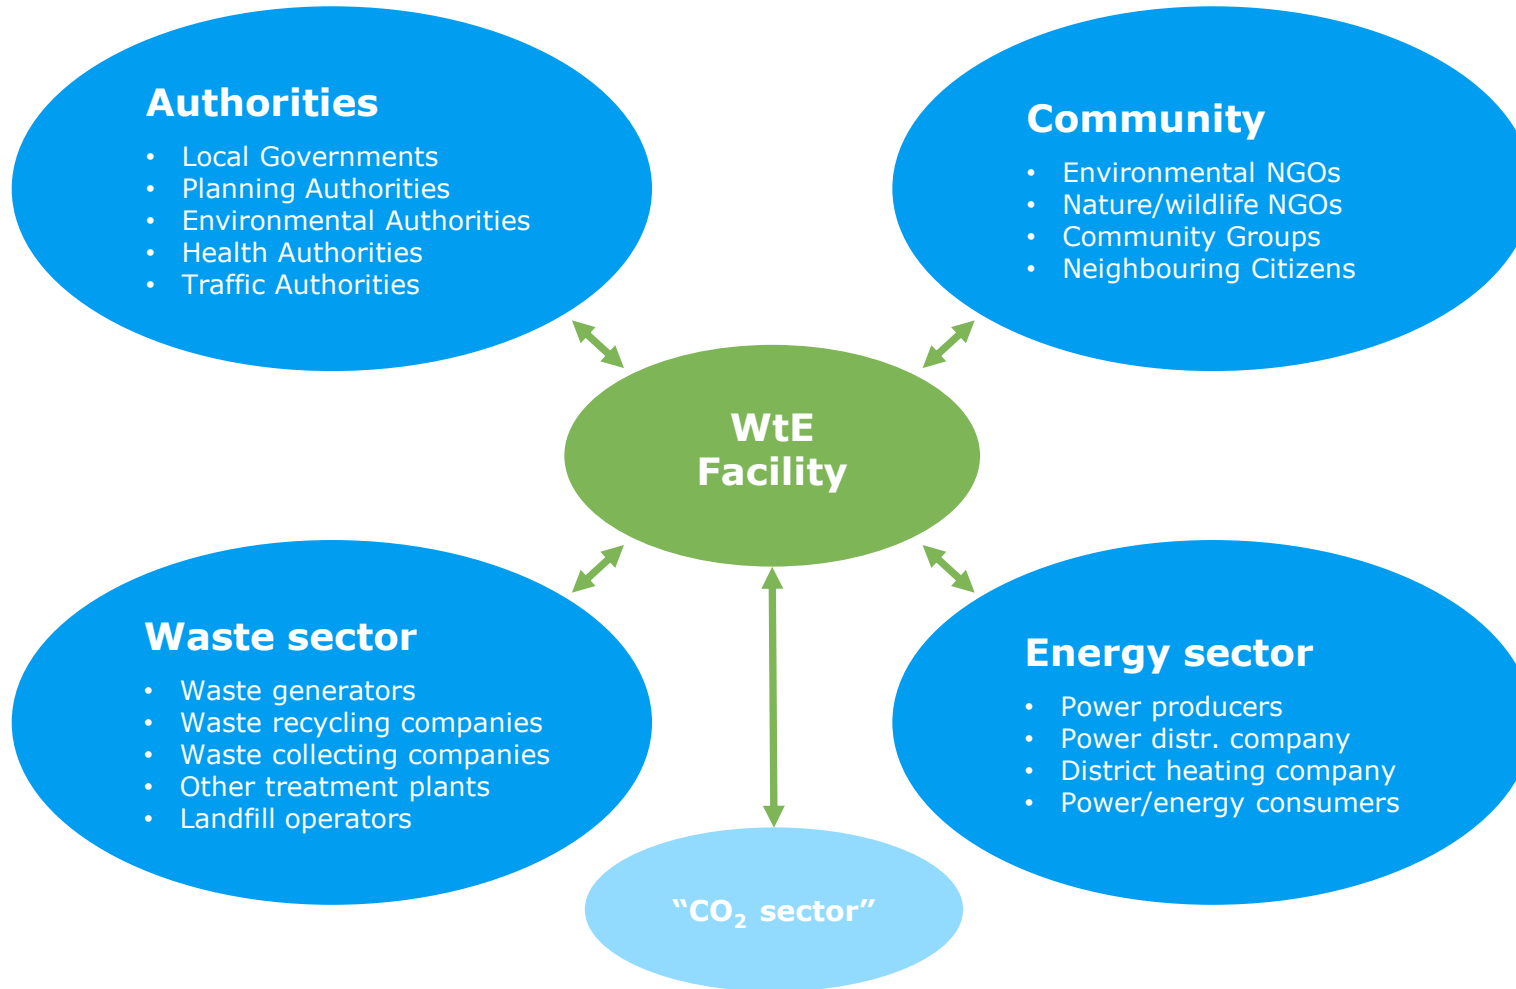 Authorities
• Local Governments
• Planning Authorities
• Environmental Authorities
• Health Authorities
• Traffic Authorities
Community
• Environmental NGOs
• Nature/wildlife NGOs
• Community Groups
• Neighbouring Citizens
WtE
Facility
Waste sector
• Waste generators
• Waste recycling companies
• Waste collecting companies
• Other treatment plants
• Landfill operators
Energy sector
• Power producers
• Power distr. company
• District heating company
• Power/energy consumers
“CO₂ sector”